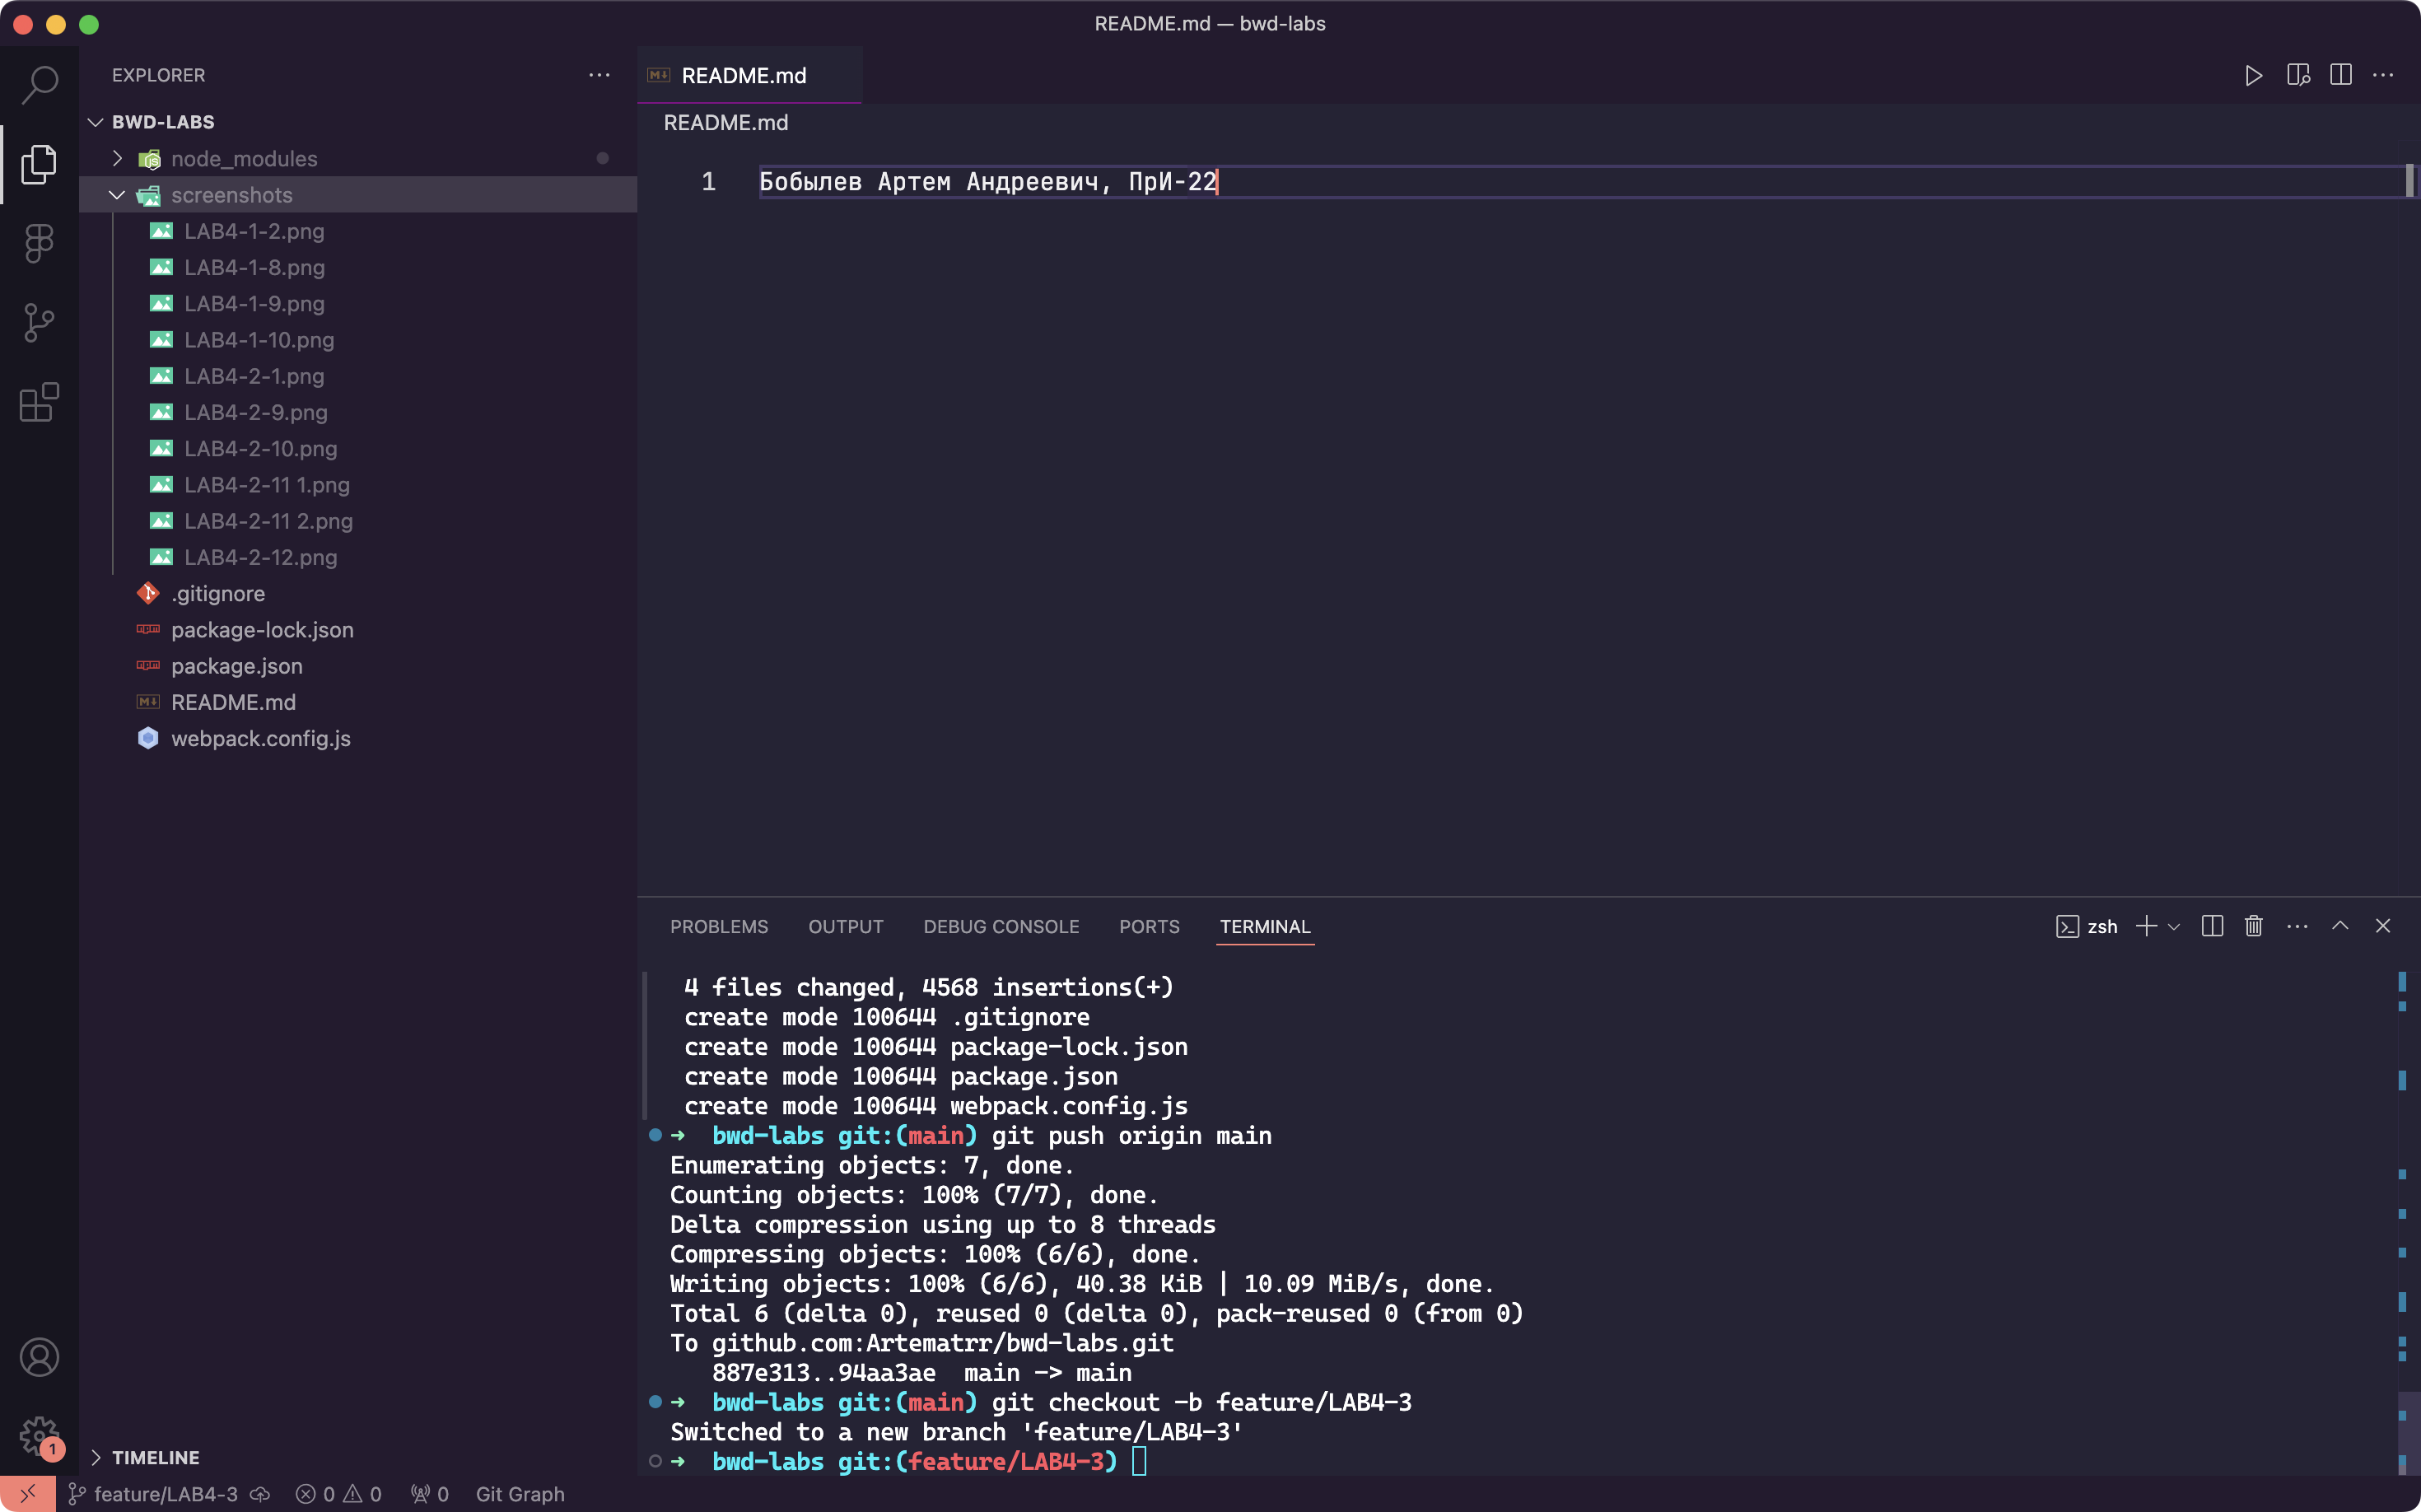 README.md — bwd-labs
EXPLORER
README.md
BWD-LABS
README.md
node_modules
screenshots
LAB4-1-2.png
LAB4-1-8.png
LAB4-1-9.png
LAB4-1-10.png
LAB4-2-1.png
LAB4-2-9.png
LAB4-2-10.png
LAB4-2-11 1.png
LAB4-2-11 2.png
LAB4-2-12.png
.gitignore
package-lock.json
package.json
README.md
webpack.config.js
1 Бобылев Артем Андреевич, ПрИ-22
PROBLEMS OUTPUT DEBUG CONSOLE PORTS TERMINAL zsh
4 files changed, 4568 insertions(+)
create mode 100644 .gitignore
create mode 100644 package-lock.json
create mode 100644 package.json
create mode 100644 webpack.config.js
➜ bwd-labs git:(main) git push origin main
Enumerating objects: 7, done.
Counting objects: 100% (7/7), done.
Delta compression using up to 8 threads
Compressing objects: 100% (6/6), done.
Writing objects: 100% (6/6), 40.38 KiB | 10.09 MiB/s, done.
Total 6 (delta 0), reused 0 (delta 0), pack-reused 0 (from 0)
To github.com:Artematrr/bwd-labs.git
887e313..94aa3ae main -> main
➜ bwd-labs git:(main) git checkout -b feature/LAB4-3
Switched to a new branch 'feature/LAB4-3'
➜ bwd-labs git:(feature/LAB4-3)
TIMELINE
1
feature/LAB4-3 0 0 0 Git Graph